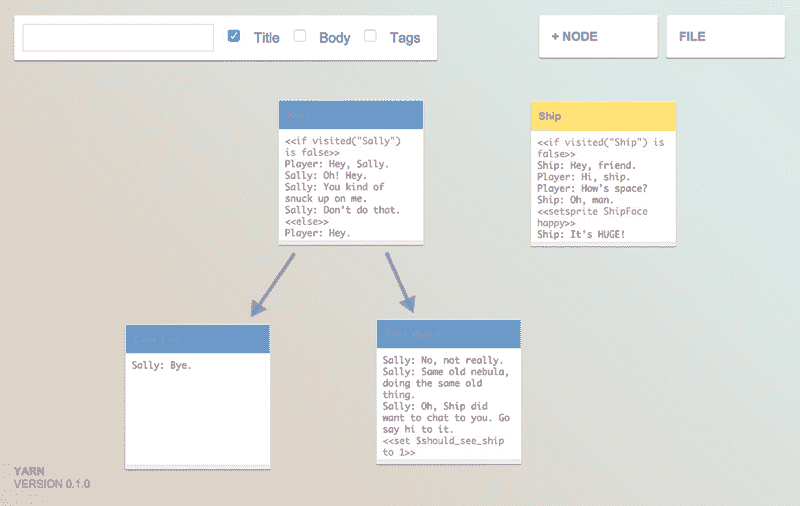 Title Body Tags
+ NODE
FILE
Ship
<<if visited("Sally")
is false>>
Player: Hey, Sally.
Sally: Oh! Hey.
Sally: You kind of
snuck up on me.
Sally: Don't do that.
<<else>>
Player: Hey.
<<if visited("Ship") is
false>>
Ship: Hey, friend.
Player: Hi, ship.
Player: How's space?
Ship: Oh, man.
<<setsprite ShipFace
happy>>
Ship: It's HUGE!
Sally: Bye.
Sally: No, not really.
Sally: Same old nebula,
doing the same old
thing.
Sally: Oh, Ship did
want to chat to you. Go
say hi to it.
<<set $should_see_ship
to 1>>
YARN
VERSION 0.1.0